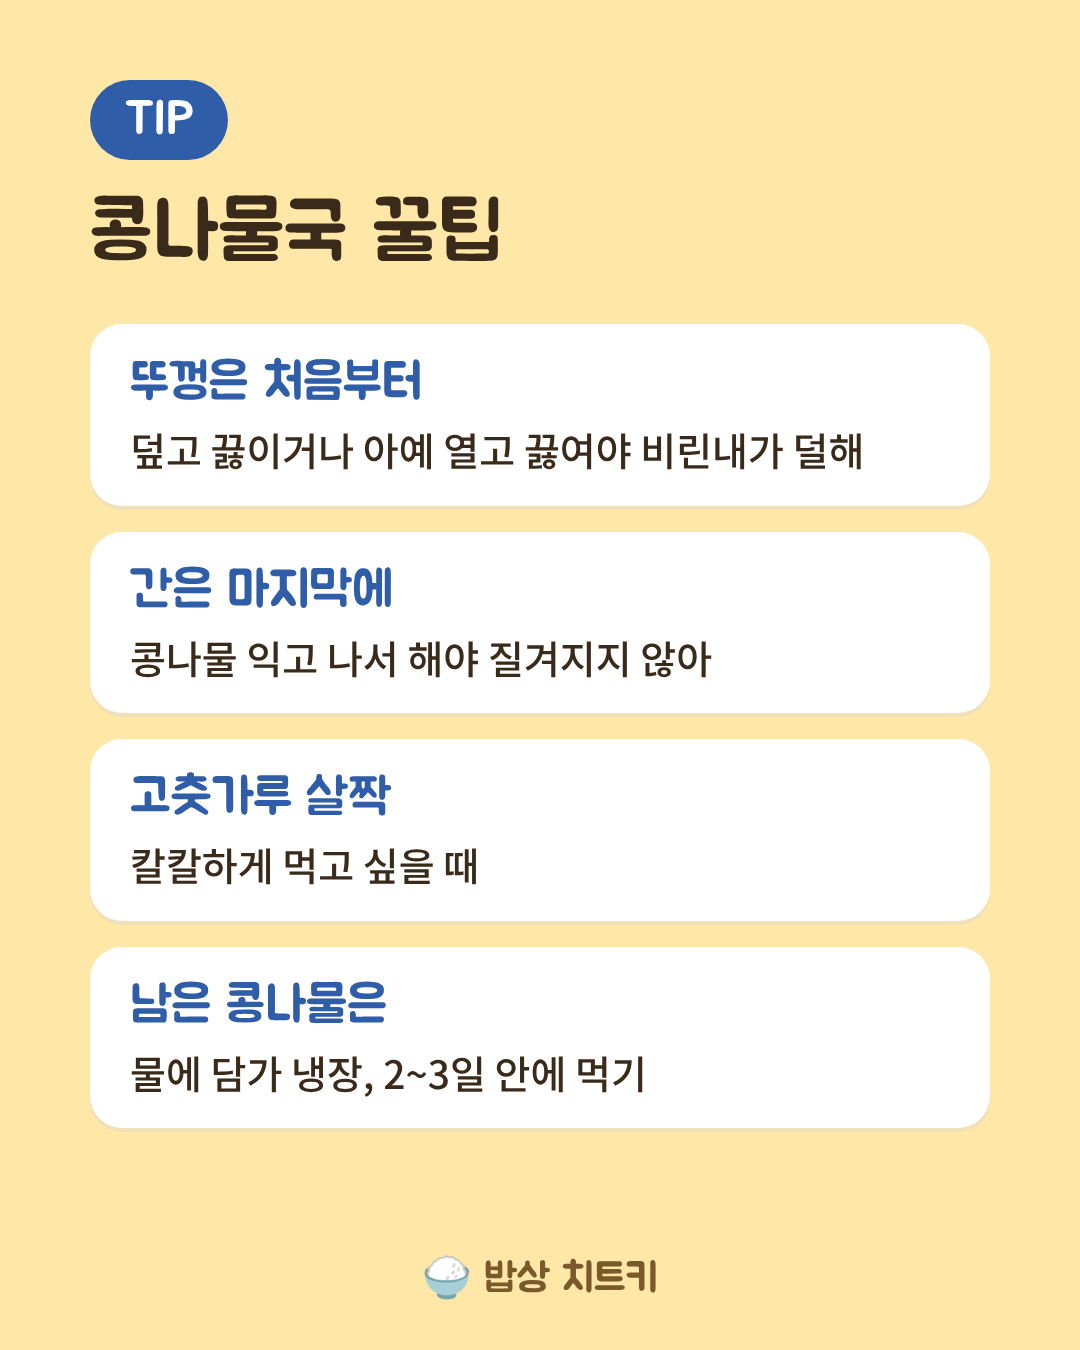 TIP
콩나물국 꿀팁
뚜껑은 처음부터
덮고 끓이거나 아예 열고 끓여야 비린내가 덜해
간은 마지막에
콩나물 익고 나서 해야 질겨지지 않아
고춧가루 살짝
칼칼하게 먹고 싶을 때
남은 콩나물은
물에 담가 냉장, 2~3일 안에 먹기
밥상 치트키